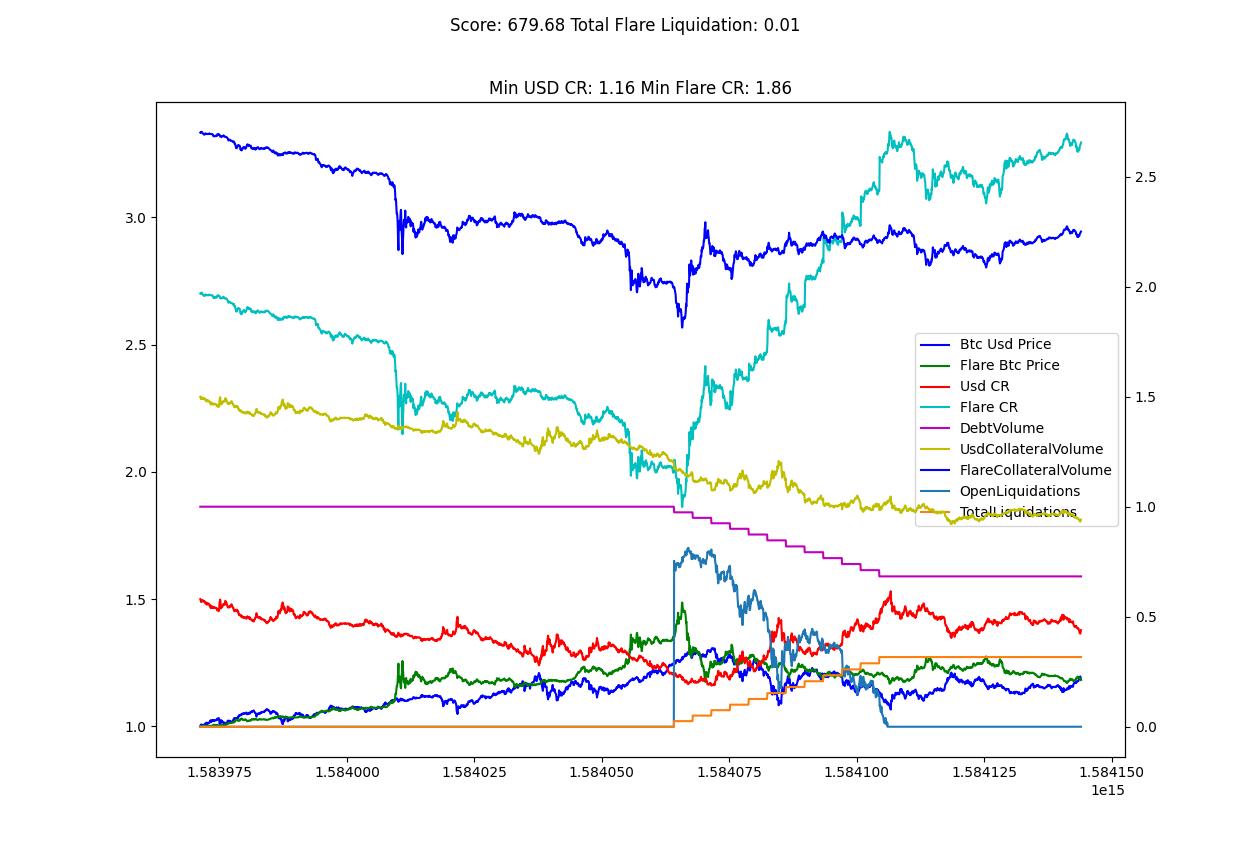 Score: 679.68 Total Flare Liquidation: 0.01
Min USD CR: 1.16 Min Flare CR: 1.86
3.0
2.5
2.0
1.5
1.0
2.5
2.0
1.5
1.0
0.5
0.0
Btc Usd Price
Flare Btc Price
Usd CR
Flare CR
DebtVolume
UsdCollateralVolume
FlareCollateralVolume
OpenLiquidations
TotalLiquidations
1.583975 1.584000 1.584025 1.584050 1.584075 1.584100 1.584125 1.584150
1e15